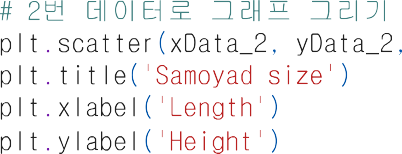 # 2번 데이터로 그래프 그리기
plt.scatter(xData_2, yData_2,
plt.title('Samoyad size')
plt.xlabel('Length')
plt.ylabel('Height')